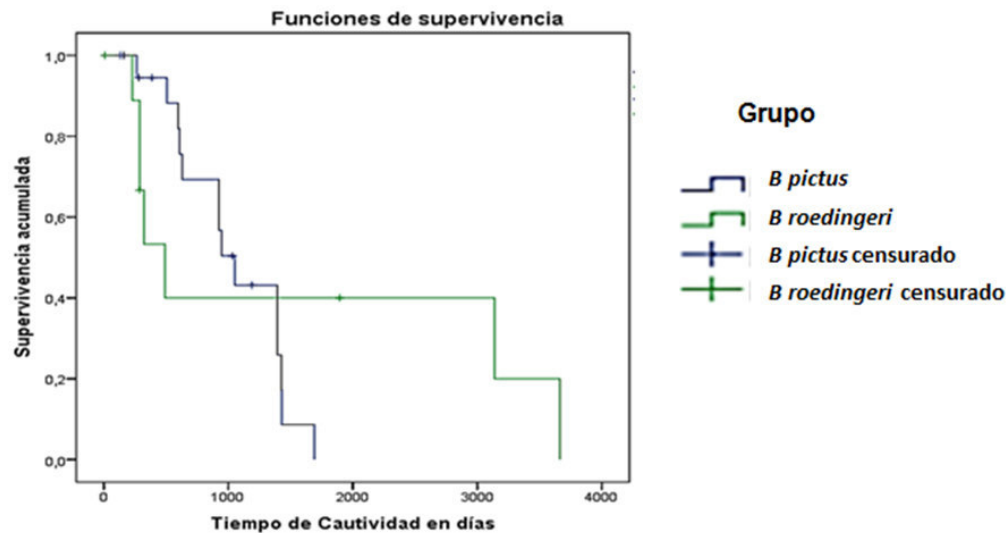 Funciones de supervivencia
Supervivencia acumulada
1,0
0,8
0,6
0,4
0,2
0,0
0 1000 2000 3000 4000
Tiempo de Cautividad en días
Grupo
B pictus
B roedingeri
B pictus censurado
B roedingeri censurado